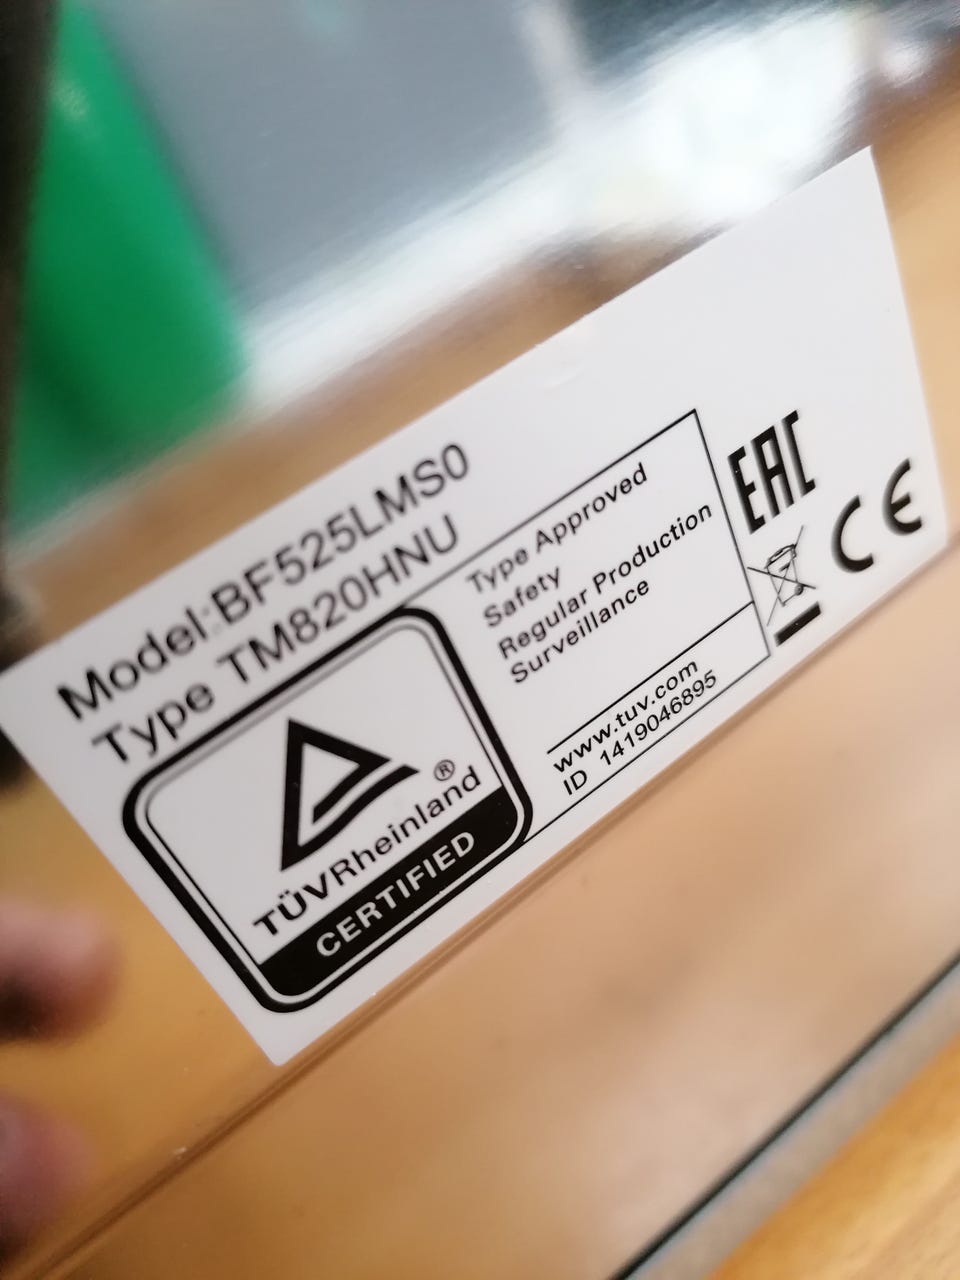 Model:BF525LMS0
Type TM820HNU
TÜVRheinland®
CERTIFIED
Type Approved
Safety
Regular Production
Surveillance
www.tuv.com
ID 1419046895
EAC
CE